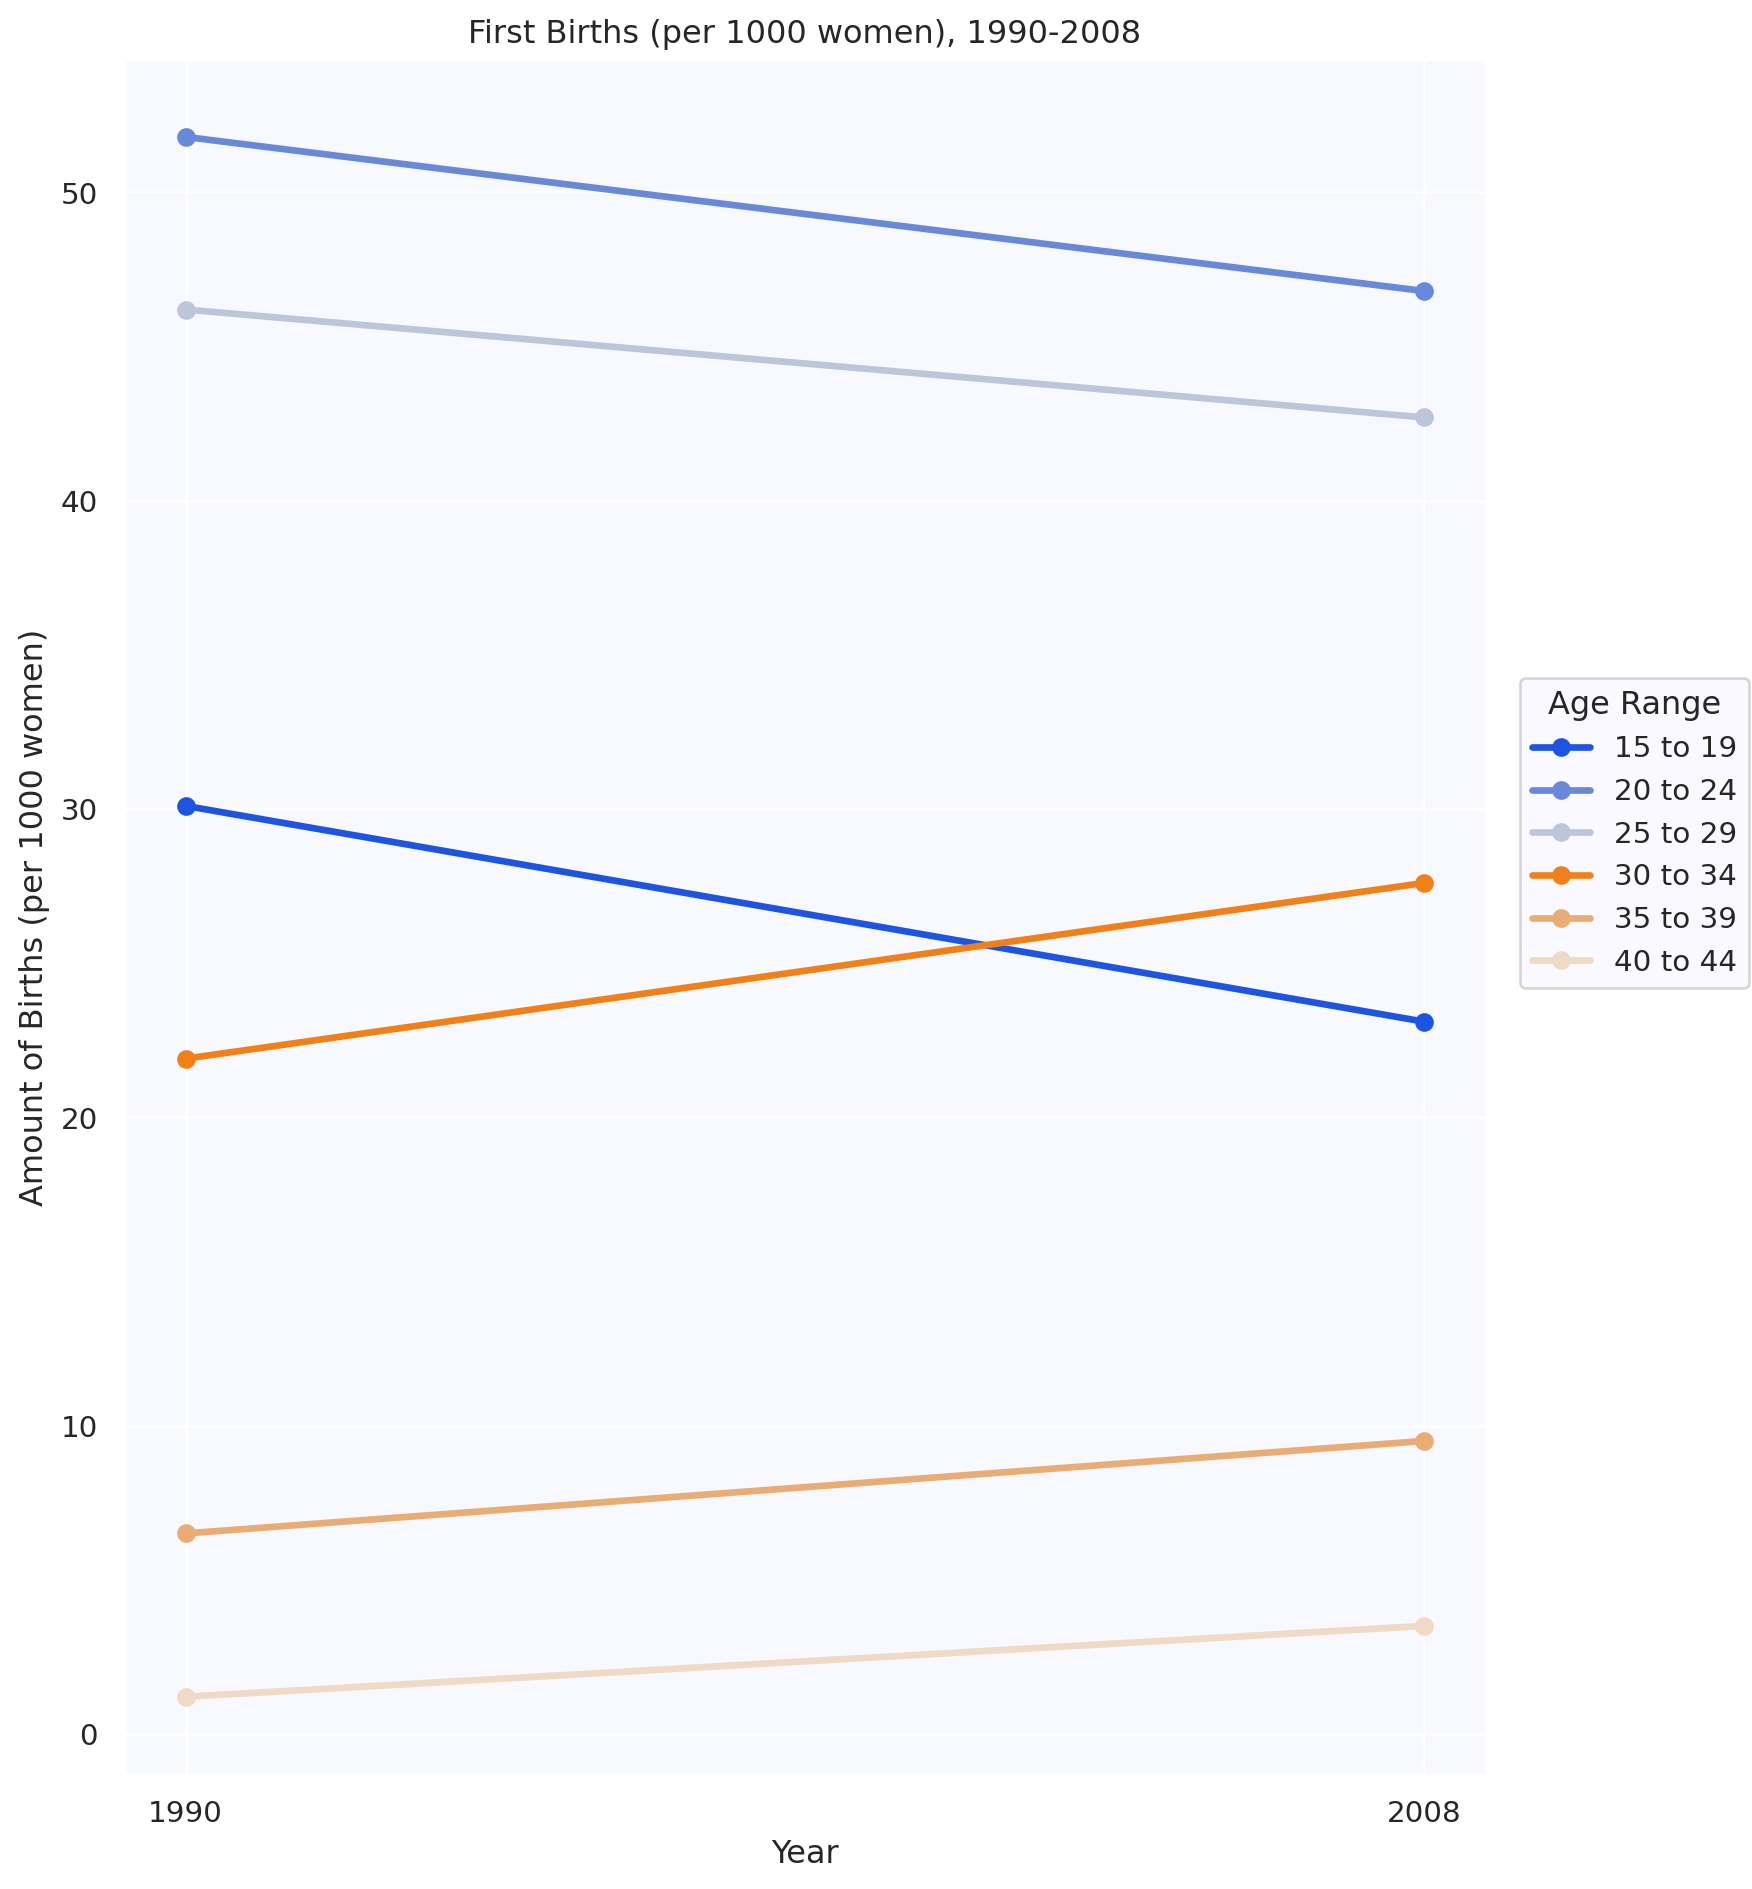 First Births (per 1000 women), 1990-2008
Amount of Births (per 1000 women)
50
40
30
20
10
0
1990
2008
Year
Age Range
15 to 19
20 to 24
25 to 29
30 to 34
35 to 39
40 to 44